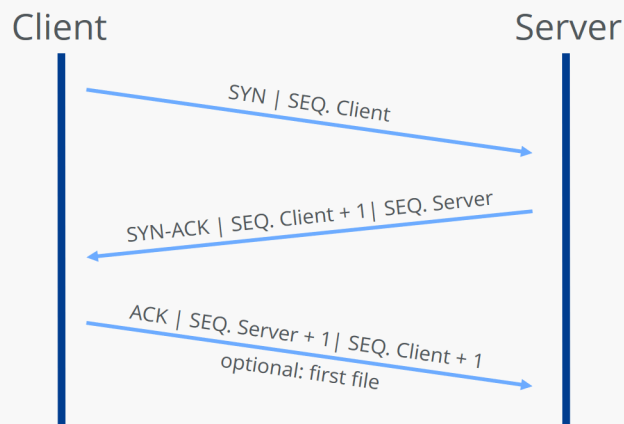 Client
Server
SYN | SEQ. Client
SYN-ACK | SEQ. Client + 1| SEQ. Server
ACK | SEQ. Server + 1| SEQ. Client + 1
optional: first file